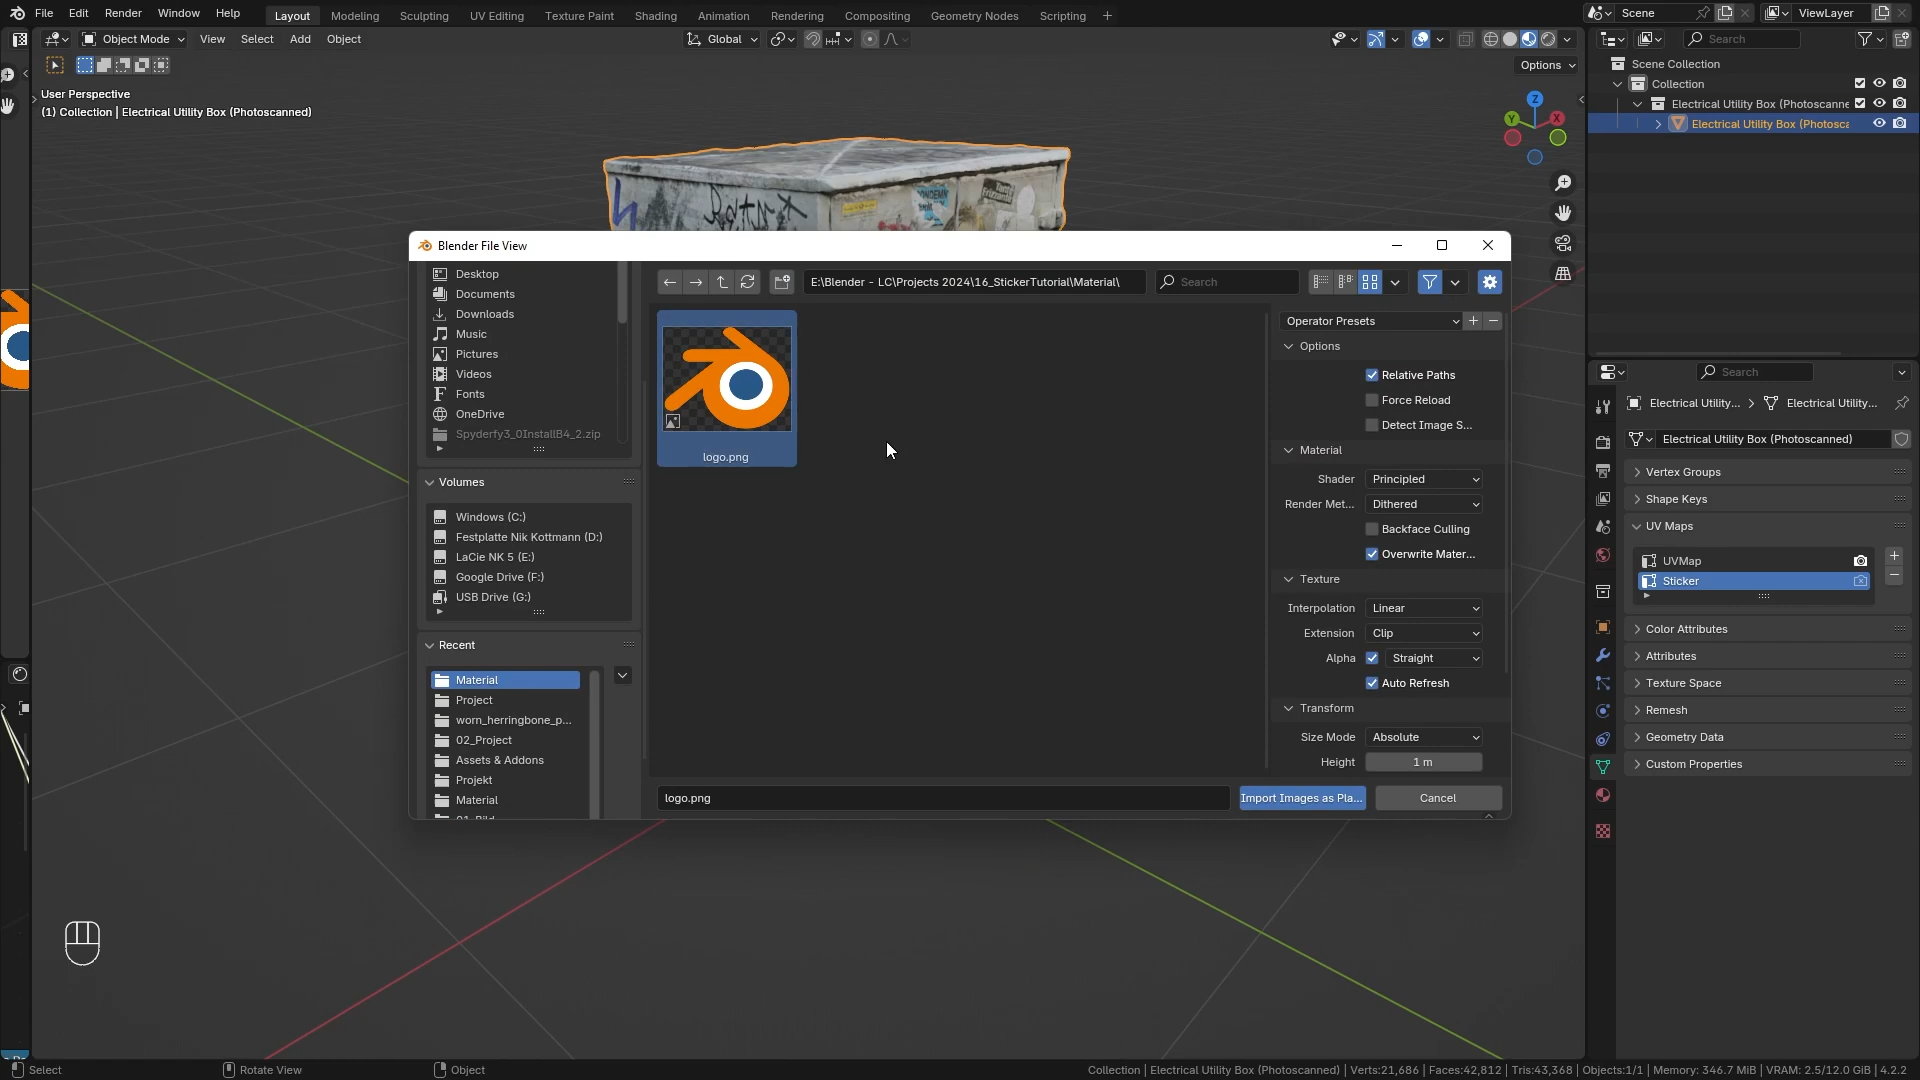 File Edit Render Window Help Layout Modeling Sculpting UV Editing Texture Paint Shading Animation Rendering Compositing Geometry Nodes Scripting + Scene ViewLayer
Object Mode View Select Add Object Global Search
Options
User Perspective
(1) Collection | Electrical Utility Box (Photoscanned)
Z
Y
X
Scene Collection
Collection
Electrical Utility Box (Photoscanne
Electrical Utility Box (Photosca
Blender File View
Desktop
Documents
Downloads
Music
Pictures
Videos
Fonts
OneDrive
Spyderfy3_0InstallB4_2.zip
Volumes
Windows (C:)
Festplatte Nik Kottmann (D:)
LaCie NK 5 (E:)
Google Drive (F:)
USB Drive (G:)
Recent
Material
Project
worn_herringbone_p...
02_Project
Assets & Addons
Projekt
Material
E:\Blender - LC\Projects 2024\16_StickerTutorial\Material\
Search
logo.png
Operator Presets
Options
Relative Paths
Force Reload
Detect Image S...
Material
Shader Principled
Render Met... Dithered
Backface Culling
Overwrite Mater...
Texture
Interpolation Linear
Extension Clip
Alpha Straight
Auto Refresh
Transform
Size Mode Absolute
Height 1 m
logo.png
Import Images as Pla...
Cancel
Search
Electrical Utility... > Electrical Utility...
Electrical Utility Box (Photoscanned)
Vertex Groups
Shape Keys
UV Maps
UVMap
Sticker
Color Attributes
Attributes
Texture Space
Remesh
Geometry Data
Custom Properties
Select Rotate View Object Collection | Electrical Utility Box (Photoscanned) | Verts:21,686 | Faces:42,812 | Tris:43,368 | Objects:1/1 | Memory: 346.7 MiB | VRAM: 2.5/12.0 GiB | 4.2.2